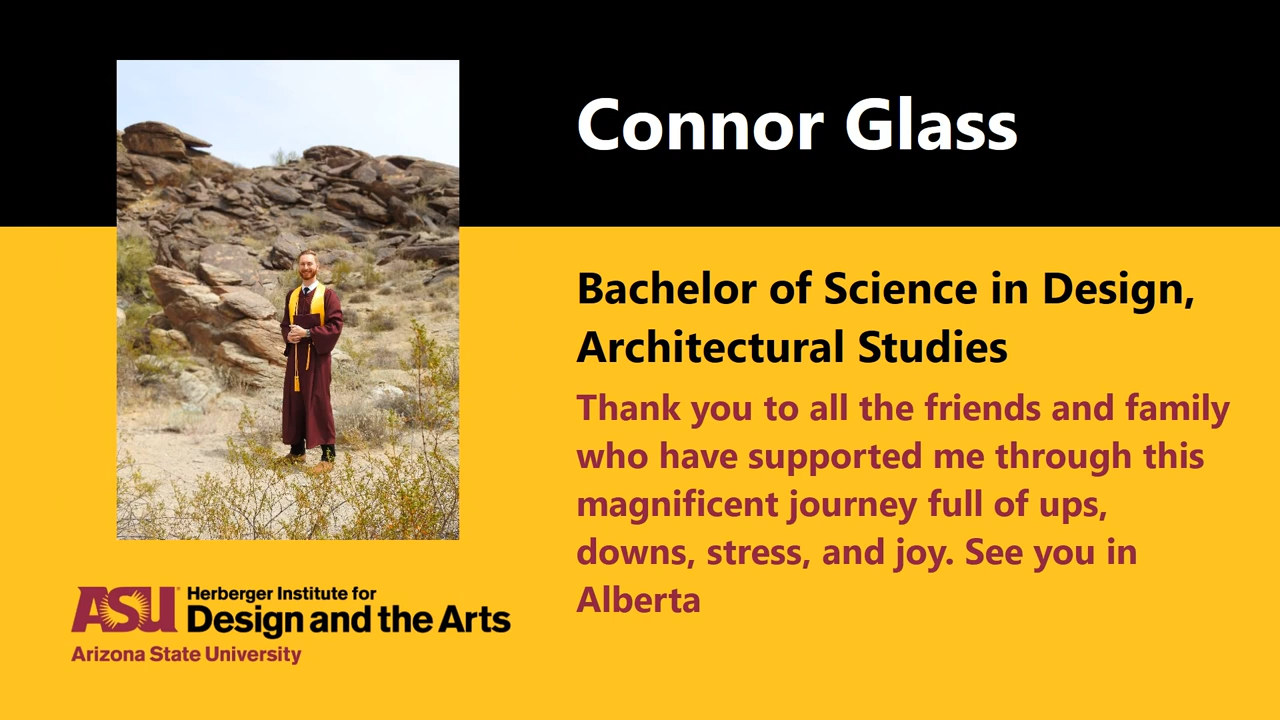 Connor Glass
Bachelor of Science in Design,
Architectural Studies
Thank you to all the friends and family
who have supported me through this
magnificent journey full of ups,
downs, stress, and joy. See you in
Alberta
ASU Herberger Institute for
Design and the Arts
Arizona State University